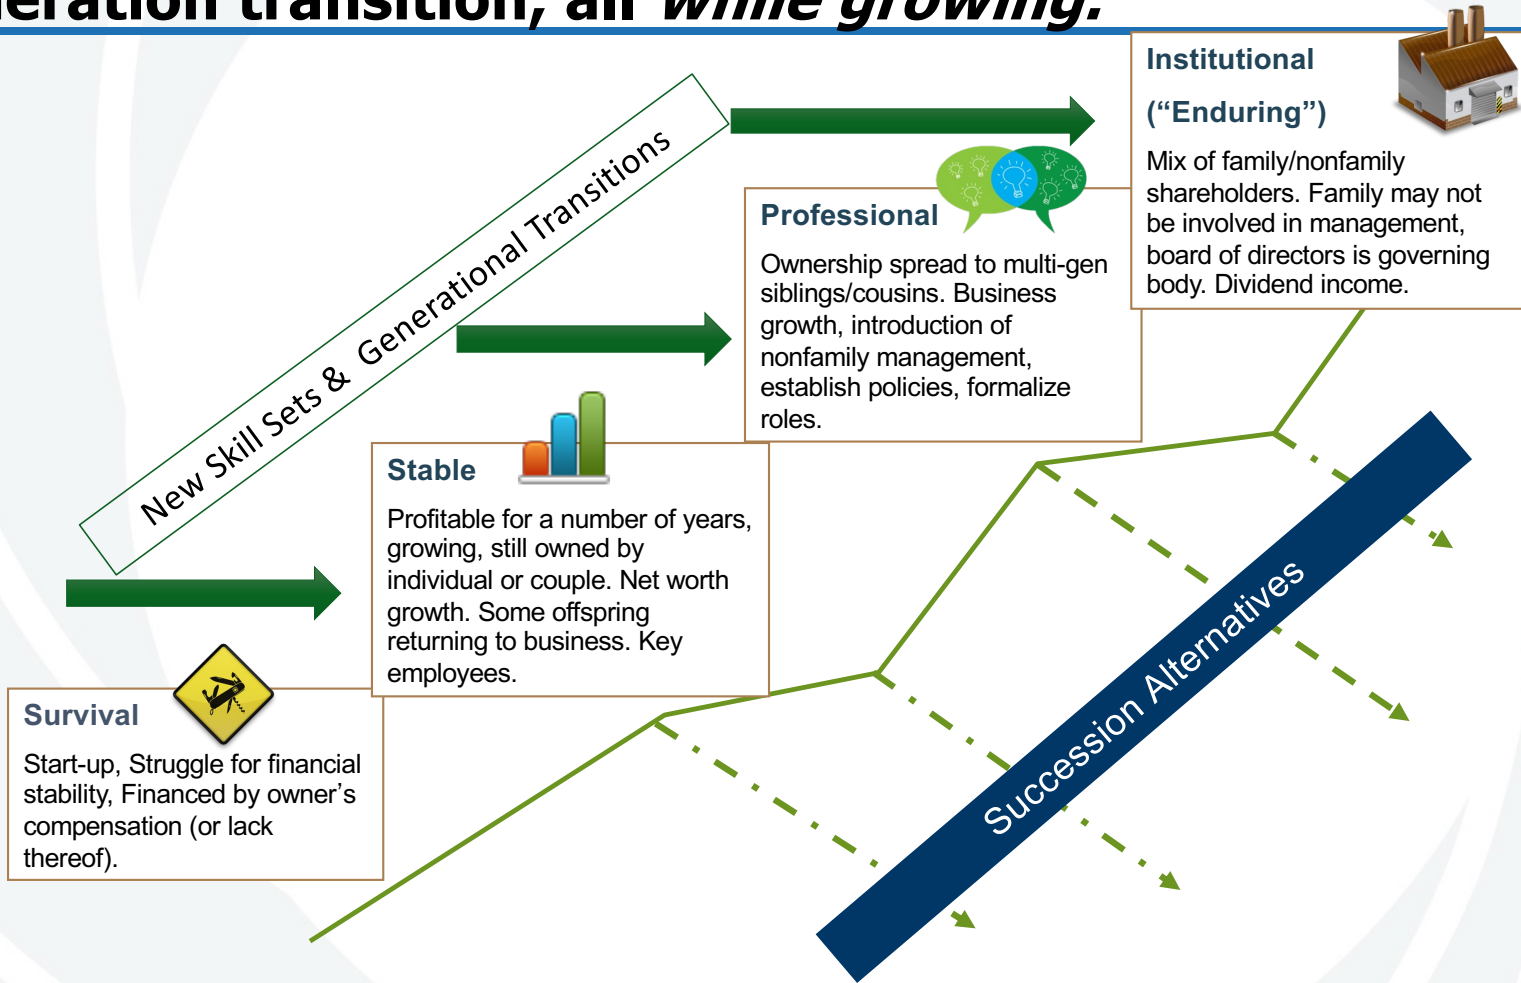 transition, all while growing.
Institutional
(“Enduring”)
Mix of family/nonfamily
shareholders. Family may not
be involved in management,
board of directors is governing
body. Dividend income.
New Skill Sets & Generational Transitions
Professional
Ownership spread to multi-gen
siblings/cousins. Business
growth, introduction of
nonfamily management,
establish policies, formalize
roles.
Stable
Profitable for a number of years,
growing, still owned by
individual or couple. Net worth
growth. Some offspring
returning to business. Key
employees.
Survival
Start-up, Struggle for financial
stability, Financed by owner’s
compensation (or lack
thereof).
Succession Alternatives